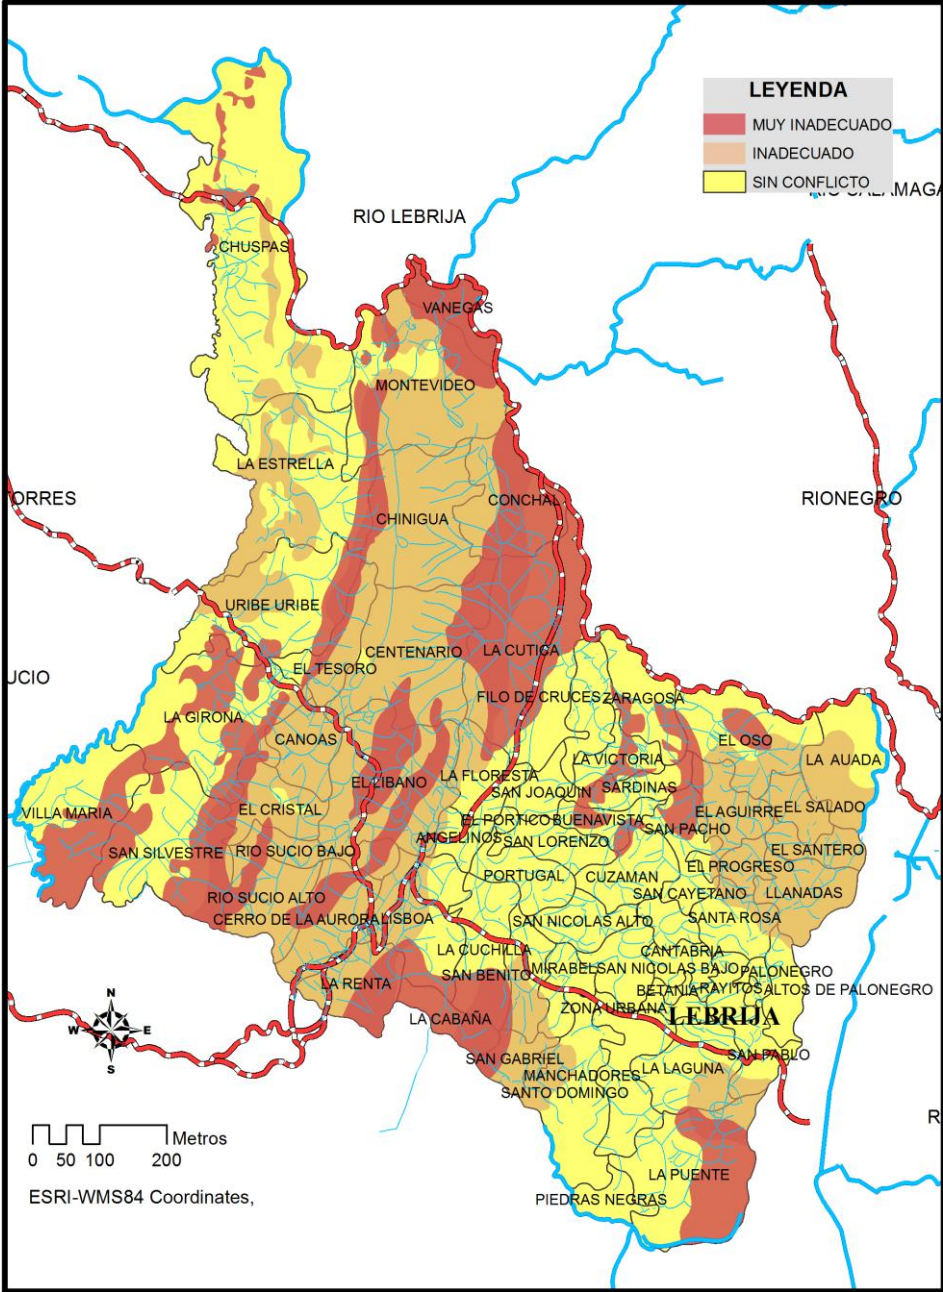 LEYENDA
MUY INADECUADO
INADECUADO
SIN CONFLICTO
RIO LEBRIJA
CHUSPAS
VANEGAS
MONTEVIDEO
LA ESTRELLA
ORRES
CONCHAL
RIONEGRO
CHINIGUA
URIBE URIBE
CENTENARIO
LA CUTIGA
EL TESORO
UCIO
FILO DE CRUCES
ZARAGOSA
LA GIRONA
CANOAS
EL OSO
LA VICTORIA
LA AUADA
EL LIBANO
LA FLORESTA
SAN JOAQUIN
SARDINAS
VILLA MARIA
EL CRISTAL
EL PORTICO
BUENAVISTA
EL AGUIRRE
EL SALADO
SAN PACHO
ANGELINOS
SAN LORENZO
SAN SILVESTRE
RIO SUCIO BAJO
EL SANTERO
EL PROGRESO
PORTUGAL
CUZAMAN
SAN CAYETANO
LLANADAS
RIO SUCIO ALTO
CERRO DE LA AURORA
LISBOA
SAN NICOLAS ALTO
SANTA ROSA
LA CUCHILLA
CANTABRIA
SAN BENITO
MIRABEL
SAN NICOLAS BAJO
PALONEGRO
LA RENTA
BETANIA
RAYITOS
ALTOS DE PALONEGRO
ZONA URBANA
LEBRIJA
LA CABAÑA
SAN GABRIEL
SAN PABLO
MANCHADORES
LA LAGUNA
SANTO DOMINGO
LA PUENTE
PIEDRAS NEGRAS
N
W E
S
Metros
0 50 100 200
ESRI-WMS84 Coordinates,
R